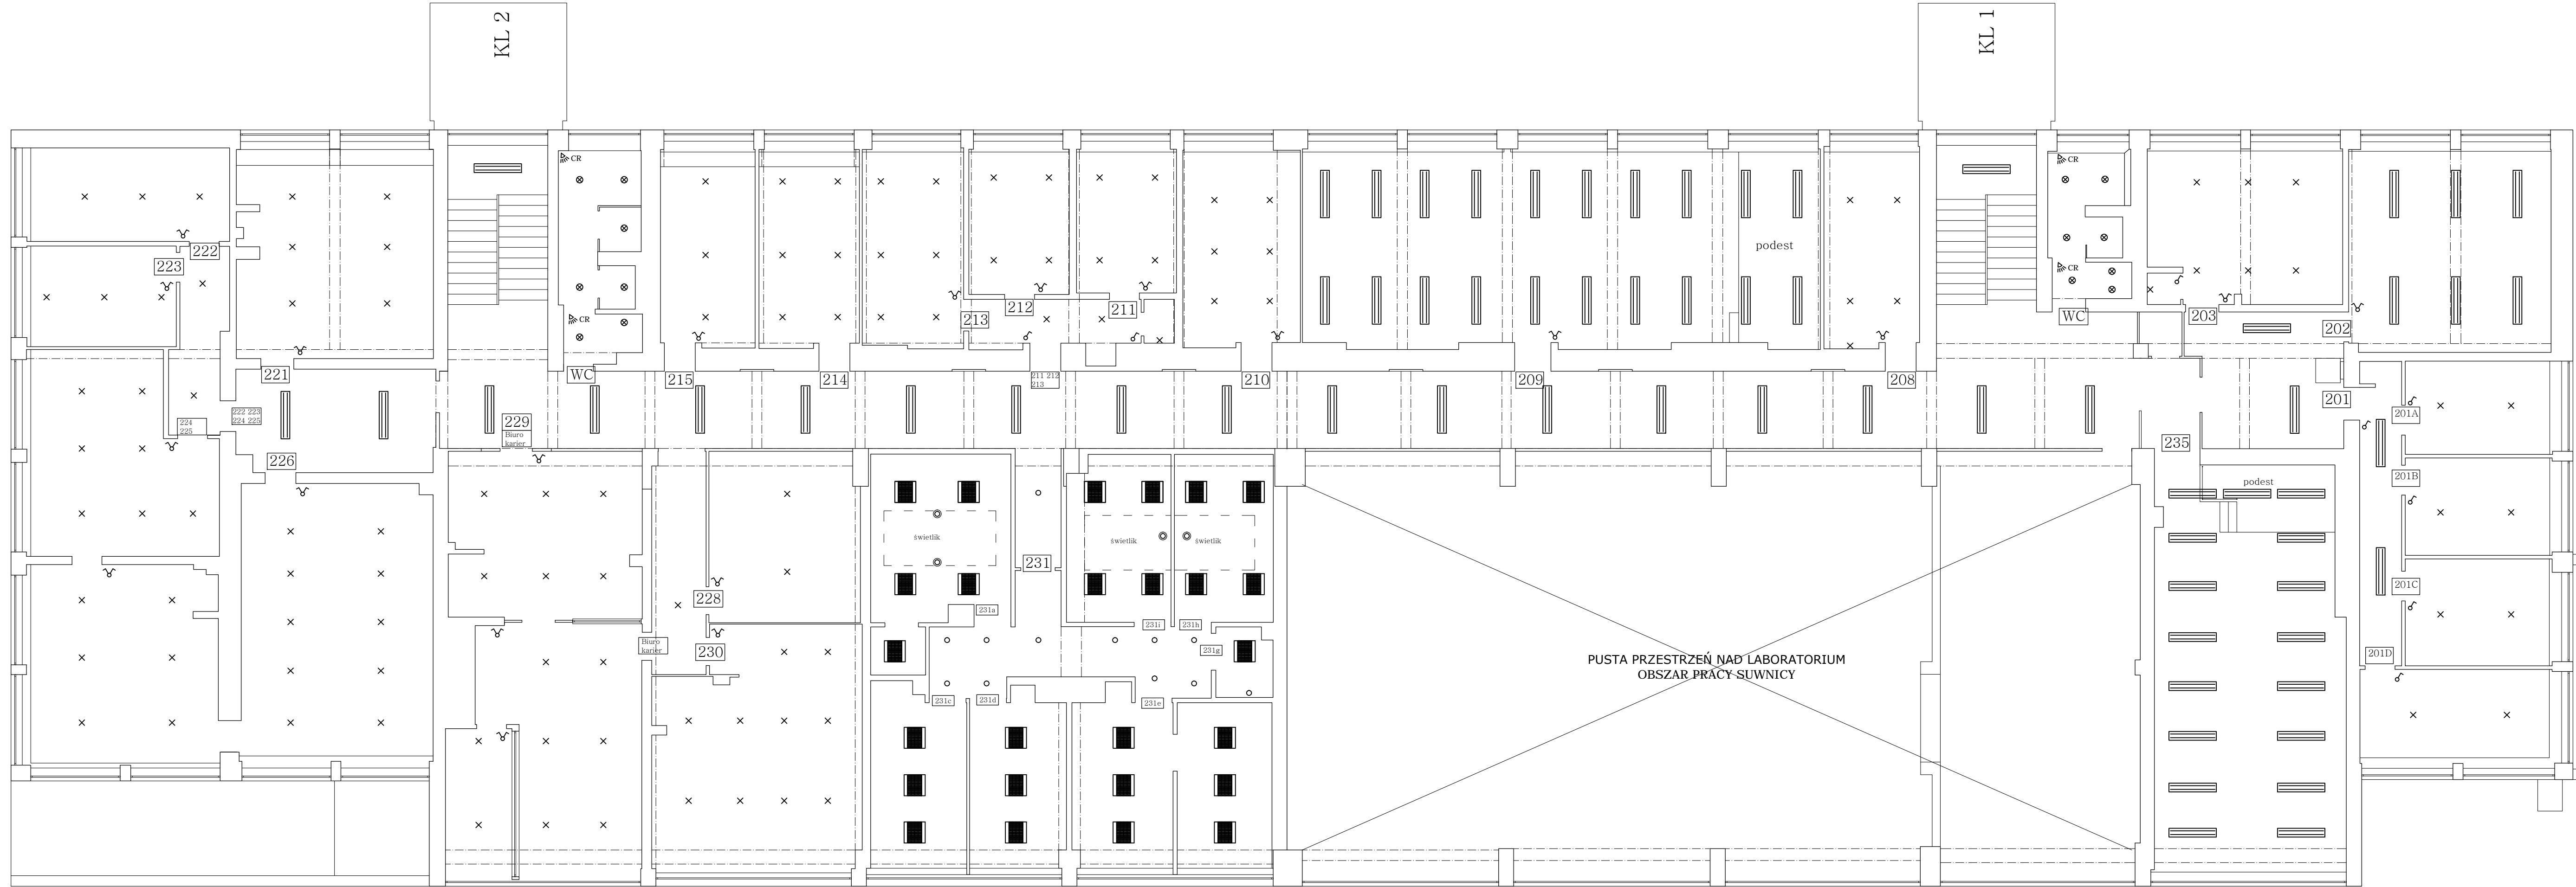 KL 2
KL 1
CR
CR
222
223
podest
212
211
213
CR
CR
WC
203
202
221
WC
215
214
211 212
213
210
209
208
201
201A
222 223
224 225
224
225
229
Biuro
karier
226
235
201B
podest
świetlik
świetlik
świetlik
231
201C
228
231a
231i
231h
Biuro
karier
230
231g
201D
PUSTA PRZESTRZEŃ NAD LABORATORIUM
OBSZAR PRACY SUWNICY
231c
231d
231e